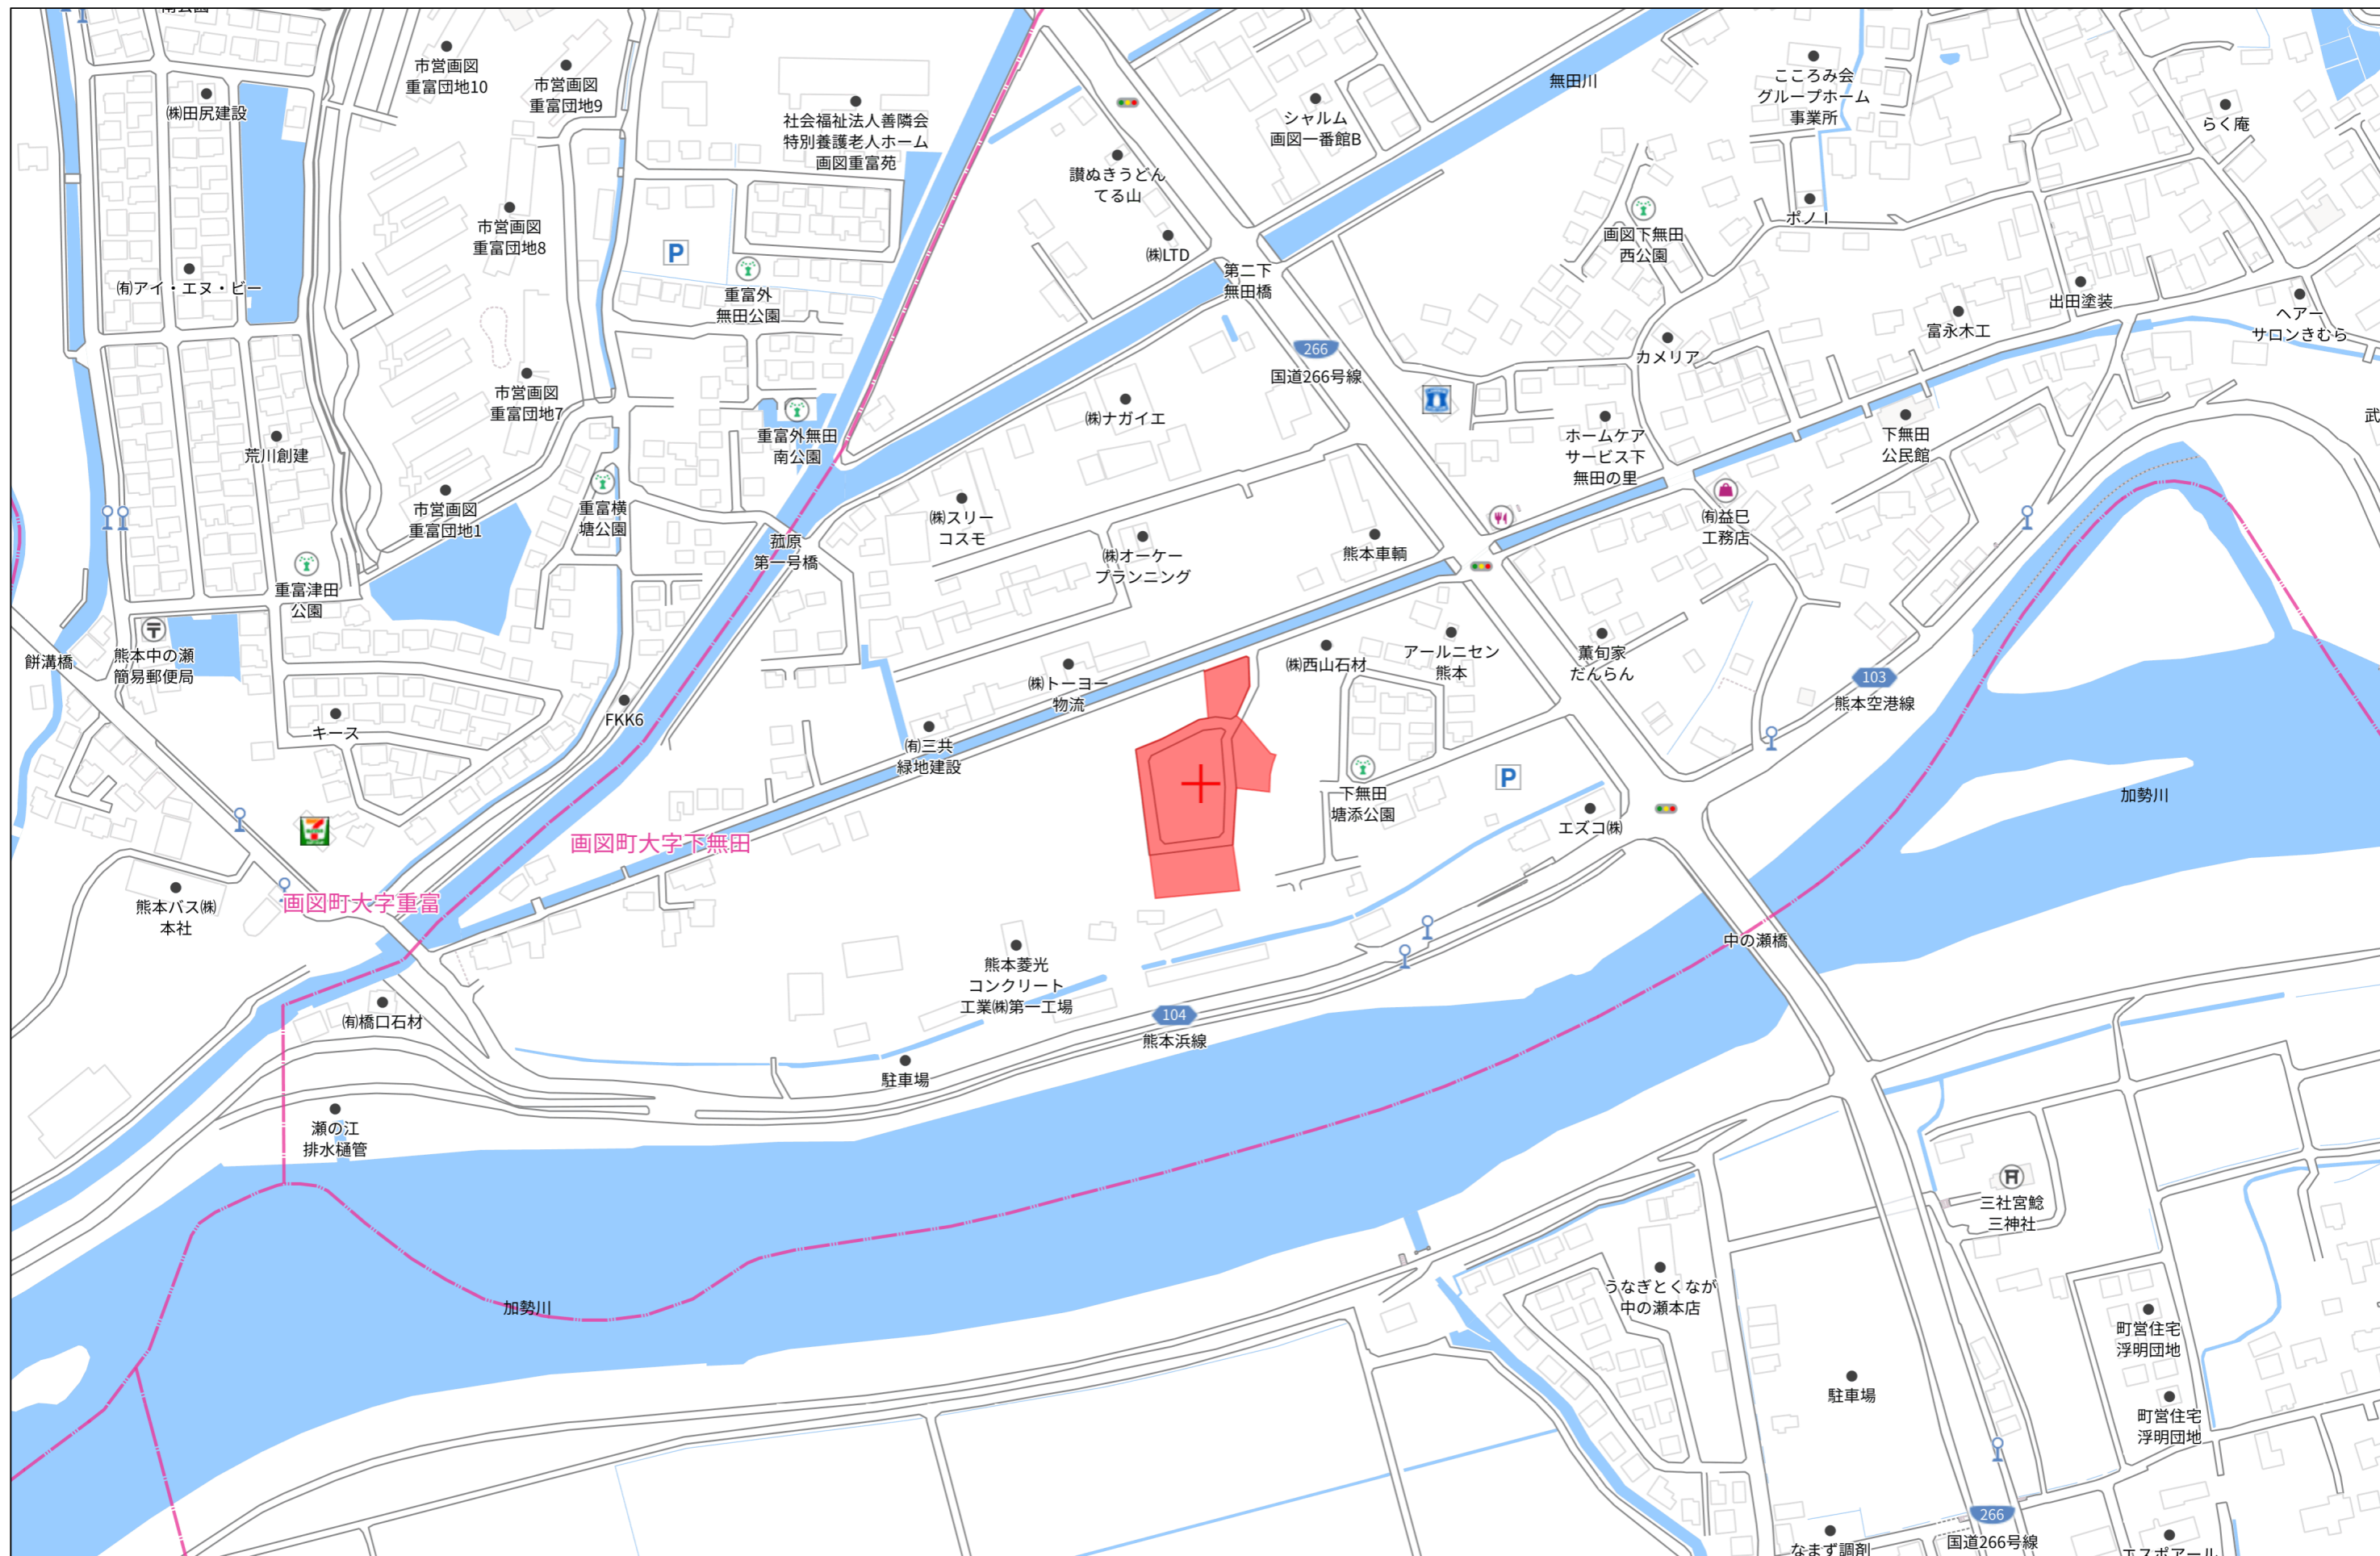 市営画図
重富団地10
市営画図
重富団地9
㈱田尻建設
社会福祉法人善隣会
特別養護老人ホーム
画図重富苑
讃ぬきうどん
てる山
シャルム
画図一番館B
無田川
こころみ会
グループホーム
事業所
らく庵
市営画図
重富団地8
P
㈱LTD
画図下無田
西公園
ポノI
㈲アイ・エヌ・ビー
重富外
無田公園
第二下
無田橋
出田塗装
富永木工
ヘアー
サロンきむら
266
国道266号線
カメリア
市営画図
重富団地7
㈱ナガイエ
重富外無田
南公園
荒川創建
ホームケア
サービス下
無田の里
下無田
公民館
武
市営画図
重富団地1
重富横
塘公園
㈱スリー
コスモ
㈲益巳
工務店
菰原
第一号橋
㈱オーケー
プランニング
熊本車輌
重富津田
公園
餅溝橋
熊本中の瀬
簡易郵便局
㈱トーヨー
物流
㈱西山石材
アールニセン
熊本
薫旬家
だんらん
103
熊本空港線
キース
FKK6
㈲三共
緑地建設
下無田
塘添公園
P
エズコ㈱
加勢川
画図町大字下無田
画図町大字重富
熊本バス㈱
本社
熊本菱光
コンクリート
工業㈱第一工場
中の瀬橋
㈲橋口石材
104
熊本浜線
駐車場
瀬の江
排水樋管
三社宮鯰
三神社
加勢川
うなぎとくなが
中の瀬本店
町営住宅
浮明団地
駐車場
町営住宅
浮明団地
266
国道266号線
なまず調剤
エスポアール